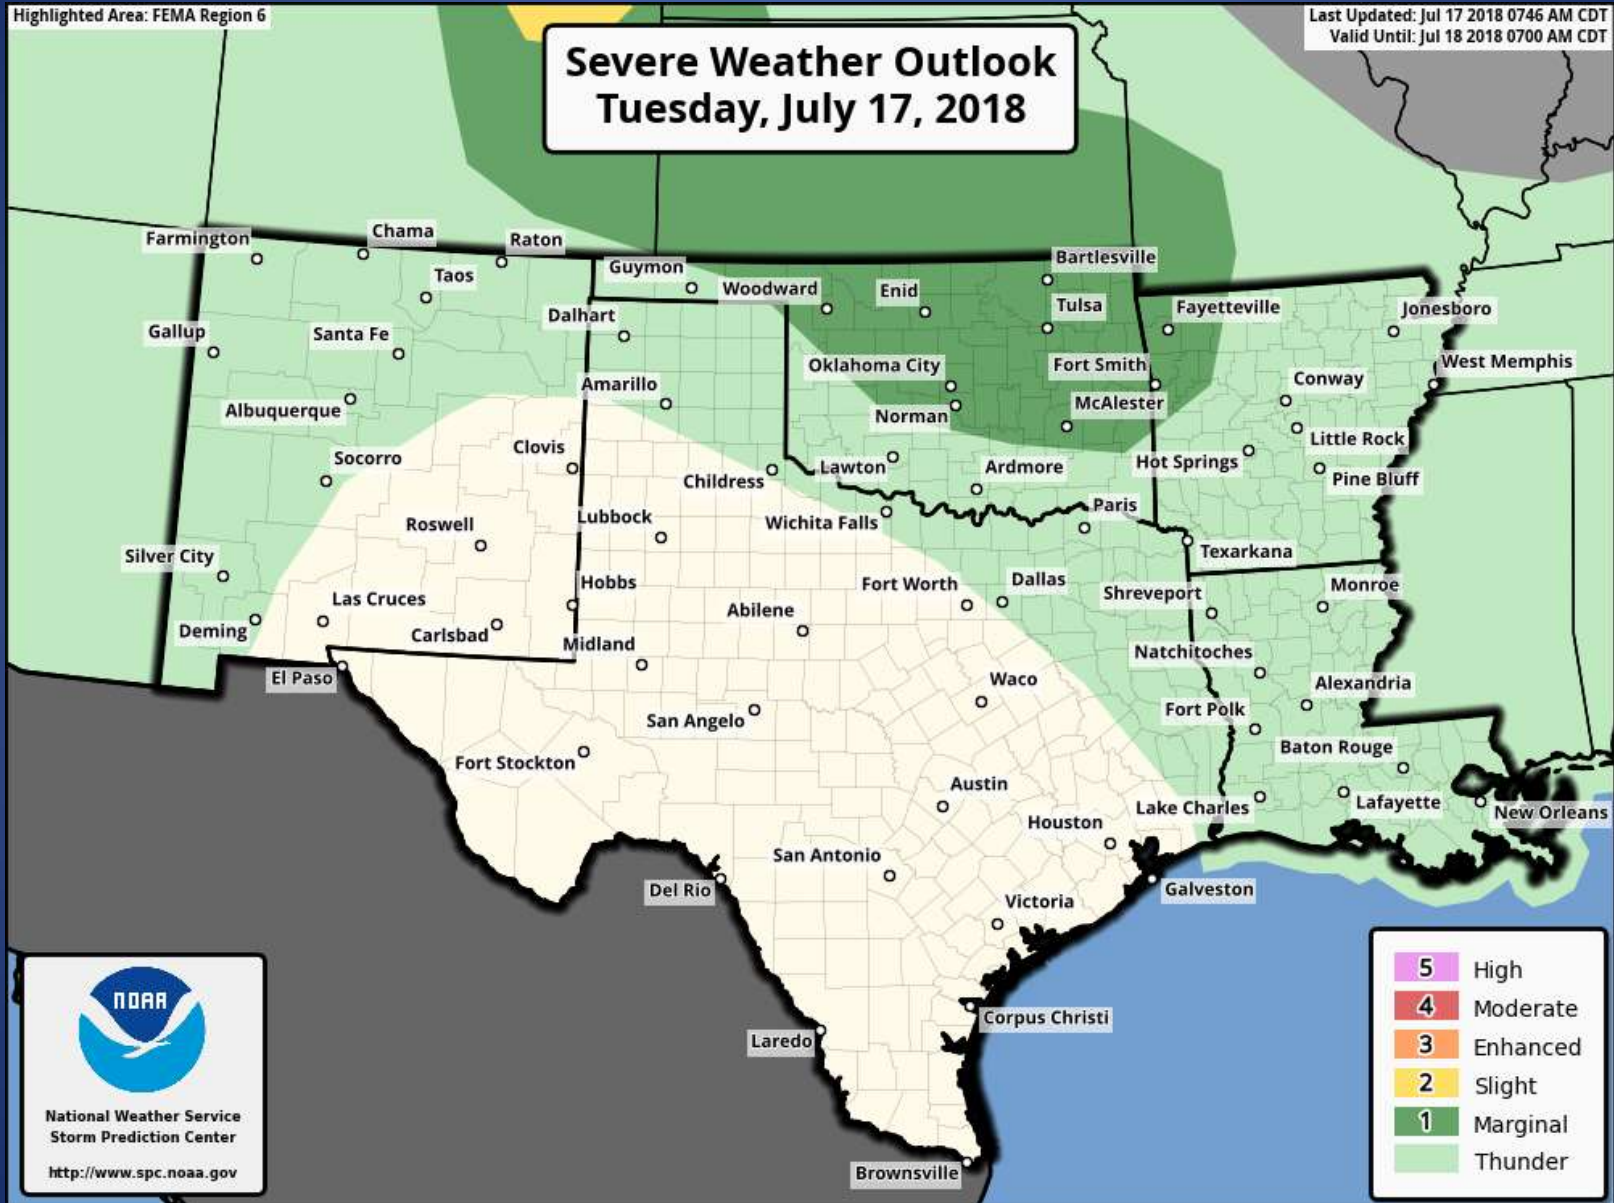 Highlighted Area: FEMA Region 6
Last Updated: Jul 17 2018 0746 AM CDT
Valid Until: Jul 18 2018 0700 AM CDT
Severe Weather Outlook
Tuesday, July 17, 2018
Farmington
Chama
Raton
Taos
Guymon
Woodward
Enid
Bartlesville
Tulsa
Fayetteville
Jonesboro
Gallup
Santa Fe
Dalhart
Oklahoma City
Fort Smith
West Memphis
Albuquerque
Amarillo
Norman
McAlester
Conway
Socorro
Clovis
Childress
Lawton
Ardmore
Hot Springs
Little Rock
Pine Bluff
Roswell
Lubbock
Wichita Falls
Paris
Texarkana
Silver City
Las Cruces
Hobbs
Abilene
Fort Worth
Dallas
Shreveport
Monroe
Deming
Carlsbad
Midland
Natchitoches
El Paso
San Angelo
Waco
Fort Polk
Alexandria
Fort Stockton
Austin
Baton Rouge
Lake Charles
Lafayette
New Orleans
Houston
San Antonio
Del Rio
Victoria
Galveston
Laredo
Corpus Christi
Brownsville
NOAA
National Weather Service
Storm Prediction Center
http://www.spc.noaa.gov
5 High
4 Moderate
3 Enhanced
2 Slight
1 Marginal
Thunder